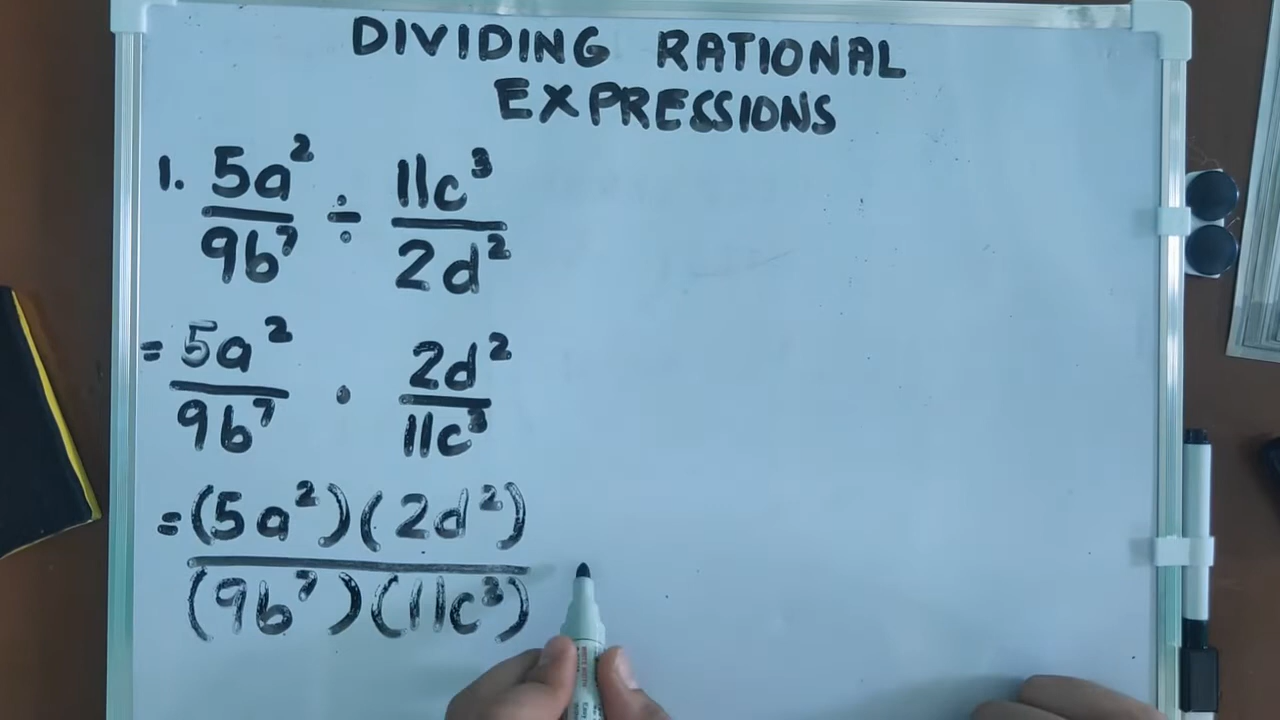 DIVIDING RATIONAL
EXPRESSIONS
1. 5a² ÷ 11c³
9b⁷ 2d²
= 5a² · 2d²
9b⁷ 11c³
= (5a²)(2d²)
(9b⁷)(11c³)